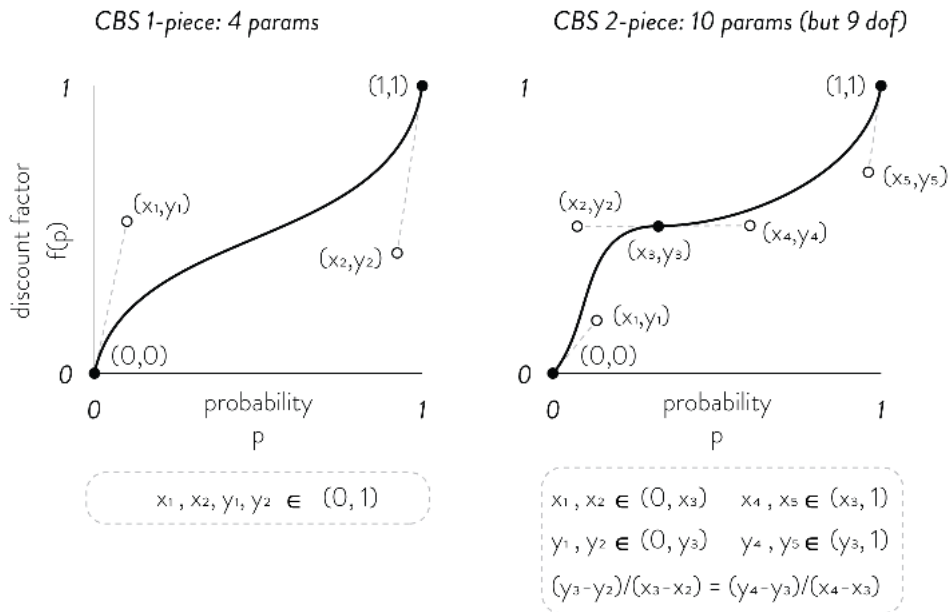 CBS 1-piece: 4 params
1
(1,1)
(x₁,y₁)
(x₂,y₂)
discount factor
f(p)
(0,0)
0
0
probability
1
p
x₁ , x₂, y₁, y₂ ∈ (0, 1)
CBS 2-piece: 10 params (but 9 dof)
1
(1,1)
(x₅,y₅)
(x₂,y₂)
(x₄,y₄)
(x₃,y₃)
(x₁,y₁)
(0,0)
0
0
probability
1
p
x₁ , x₂ ∈ (0, x₃) x₄ , x₅ ∈ (x₃, 1)
y₁ , y₂ ∈ (0, y₃) y₄ , y₅ ∈ (y₃, 1)
(y₃-y₂)/(x₃-x₂) = (y₄-y₃)/(x₄-x₃)